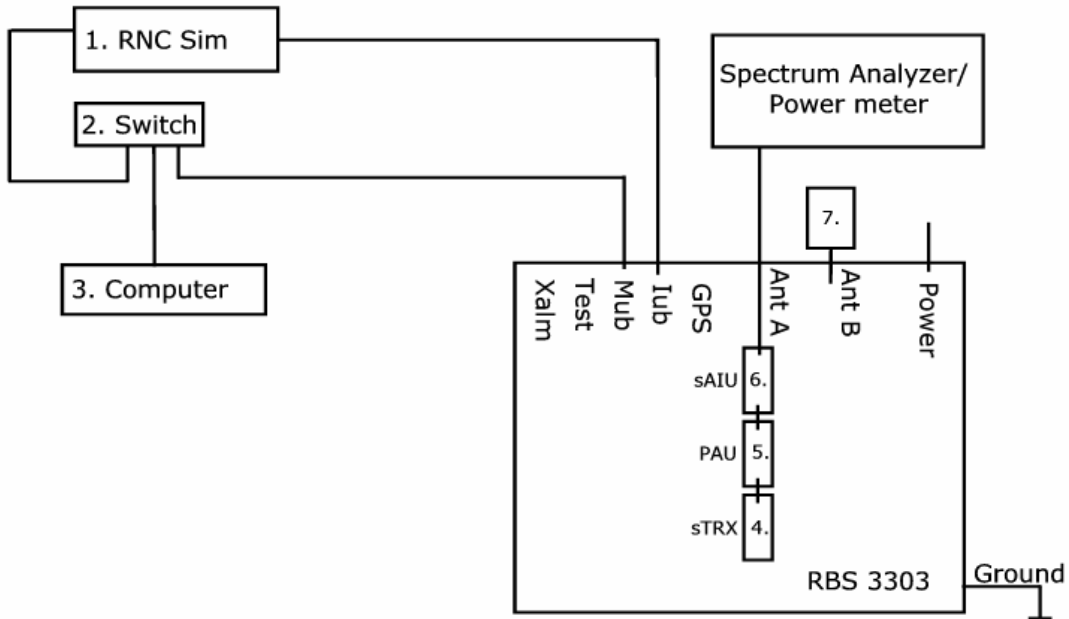 1. RNC Sim
2. Switch
3. Computer
Spectrum Analyzer/
Power meter
7.
Xalm
Test
Mub
Iub
GPS
Ant A
Ant B
Power
sAIU 6.
PAU 5.
sTRX 4.
RBS 3303
Ground